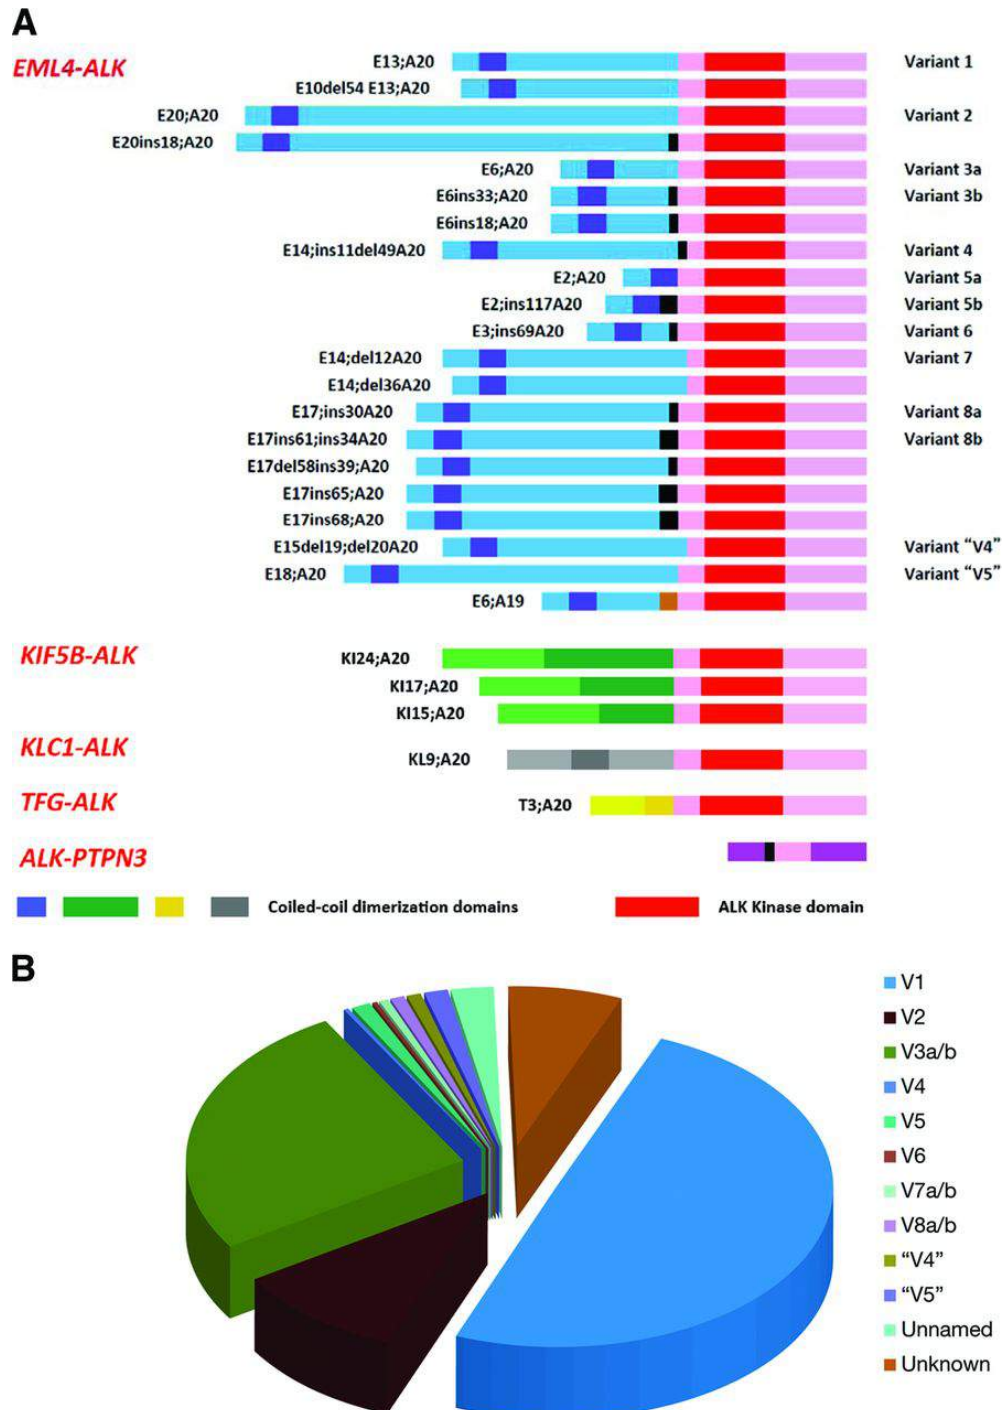 A
EML4-ALK
E13;A20 Variant 1
E10del54 E13;A20
E20;A20 Variant 2
E20ins18;A20
E6;A20 Variant 3a
E6ins33;A20 Variant 3b
E6ins18;A20
E14;ins11del49A20 Variant 4
E2;A20 Variant 5a
E2;ins117A20 Variant 5b
E3;ins69A20 Variant 6
E14;del12A20 Variant 7
E14;del36A20
E17;ins30A20 Variant 8a
E17ins61;ins34A20 Variant 8b
E17del58ins39;A20
E17ins65;A20
E17ins68;A20
E15del19;del20A20 Variant “V4”
E18;A20 Variant “V5”
E6;A19
KIF5B-ALK
KI24;A20
KI17;A20
KI15;A20
KLC1-ALK
KL9;A20
TFG-ALK
T3;A20
ALK-PTPN3
Coiled-coil dimerization domains ALK Kinase domain
B
V1
V2
V3a/b
V4
V5
V6
V7a/b
V8a/b
“V4”
“V5”
Unnamed
Unknown